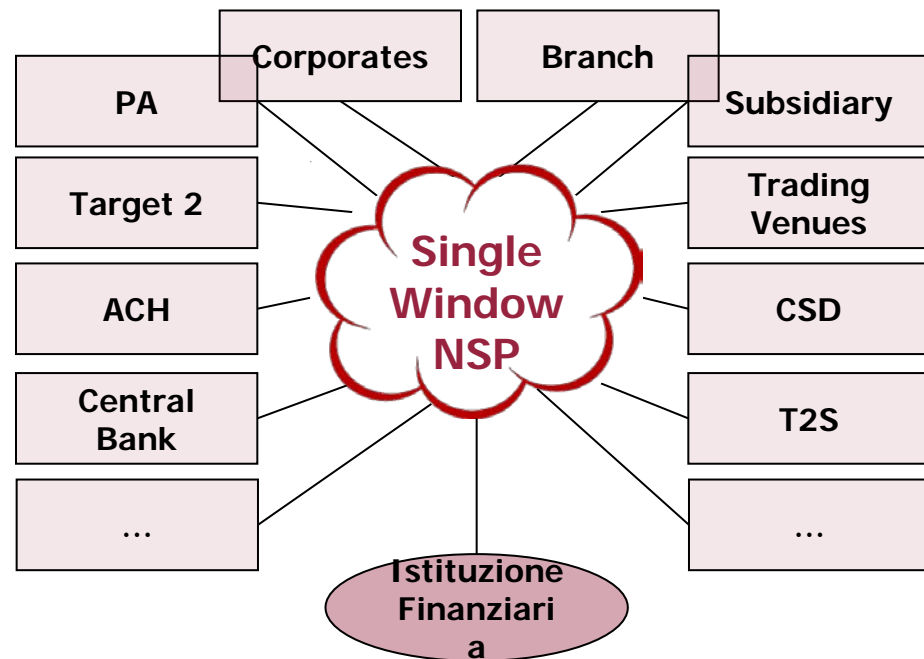 Corporates
Branch
PA
Subsidiary
Target 2
Trading
Venues
Single
Window
NSP
ACH
CSD
Central
Bank
T2S
...
...
Istituzione
Finanziari
a